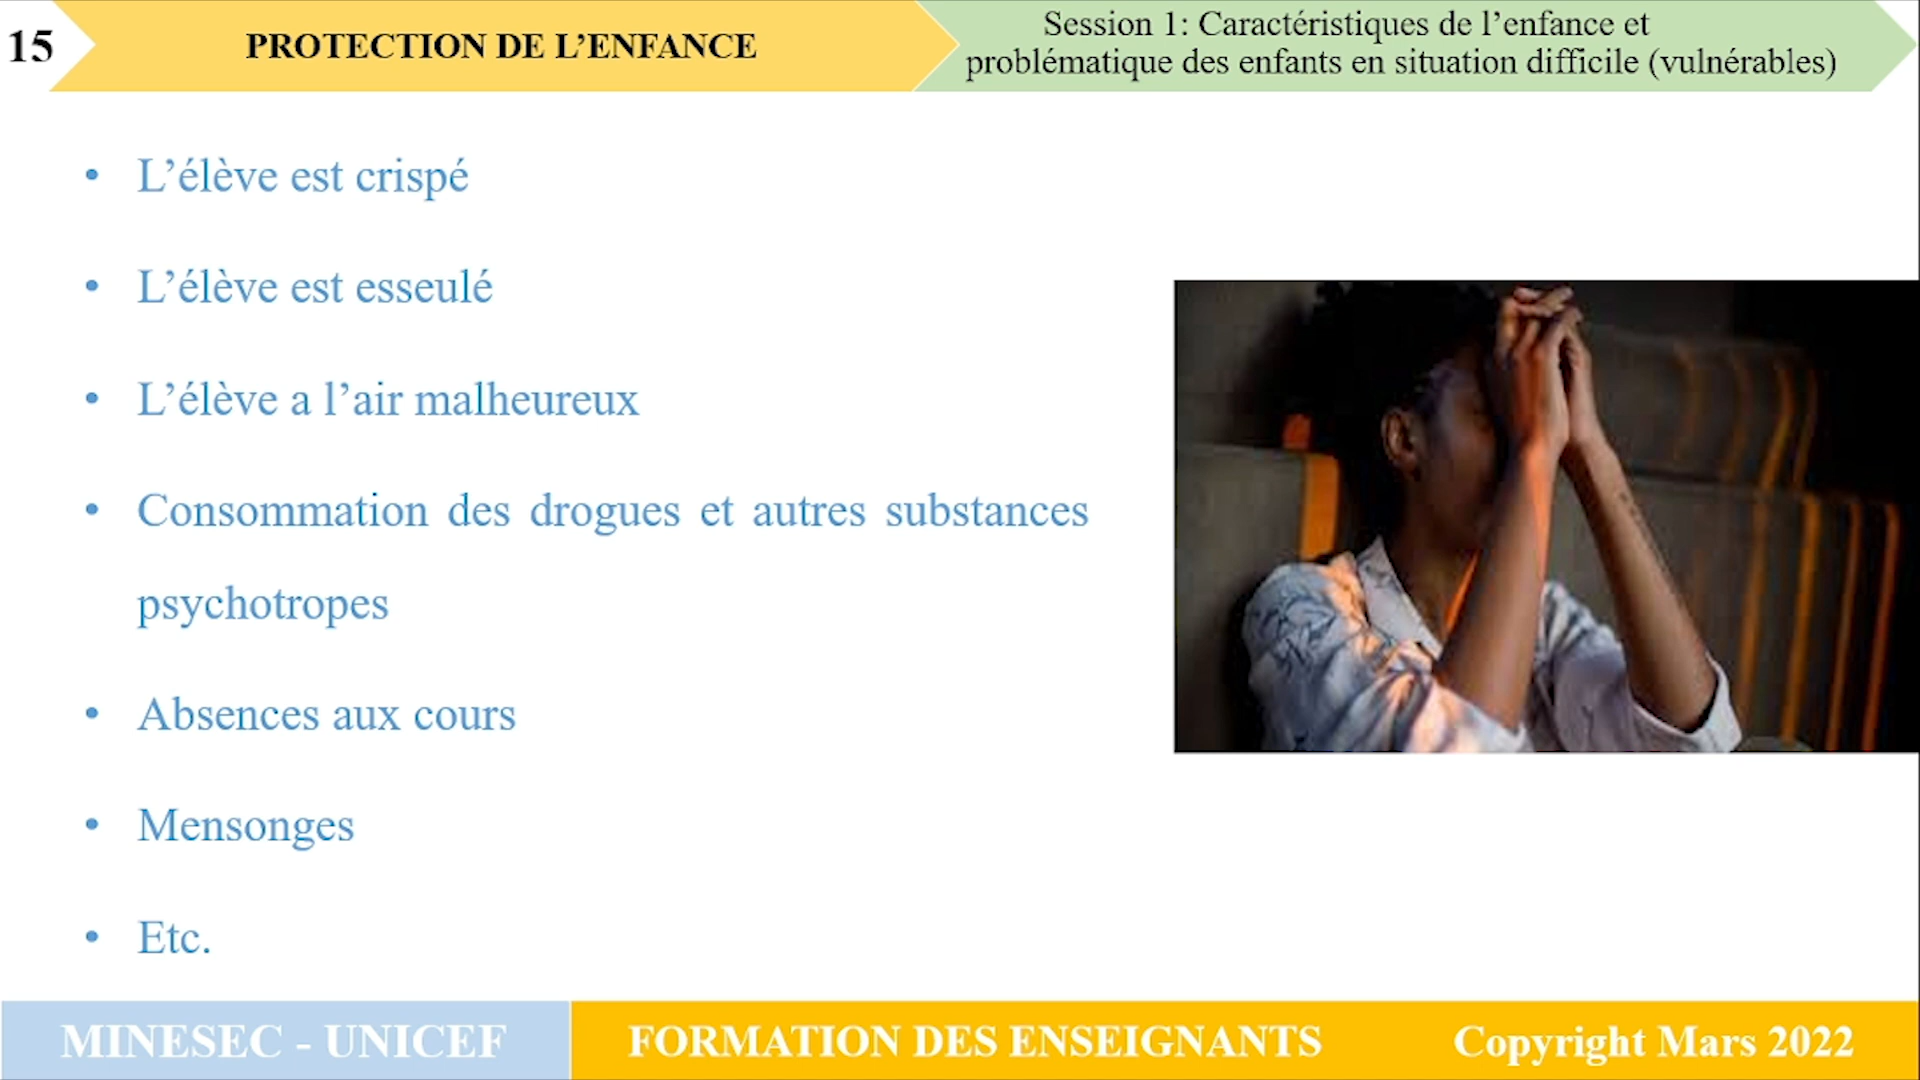 15
PROTECTION DE L’ENFANCE
Session 1: Caractéristiques de l’enfance et
problématique des enfants en situation difficile (vulnérables)
• L’élève est crispé
• L’élève est esseulé
• L’élève a l’air malheureux
• Consommation des drogues et autres substances
psychotropes
• Absences aux cours
• Mensonges
• Etc.
MINESEC - UNICEF
FORMATION DES ENSEIGNANTS
Copyright Mars 2022